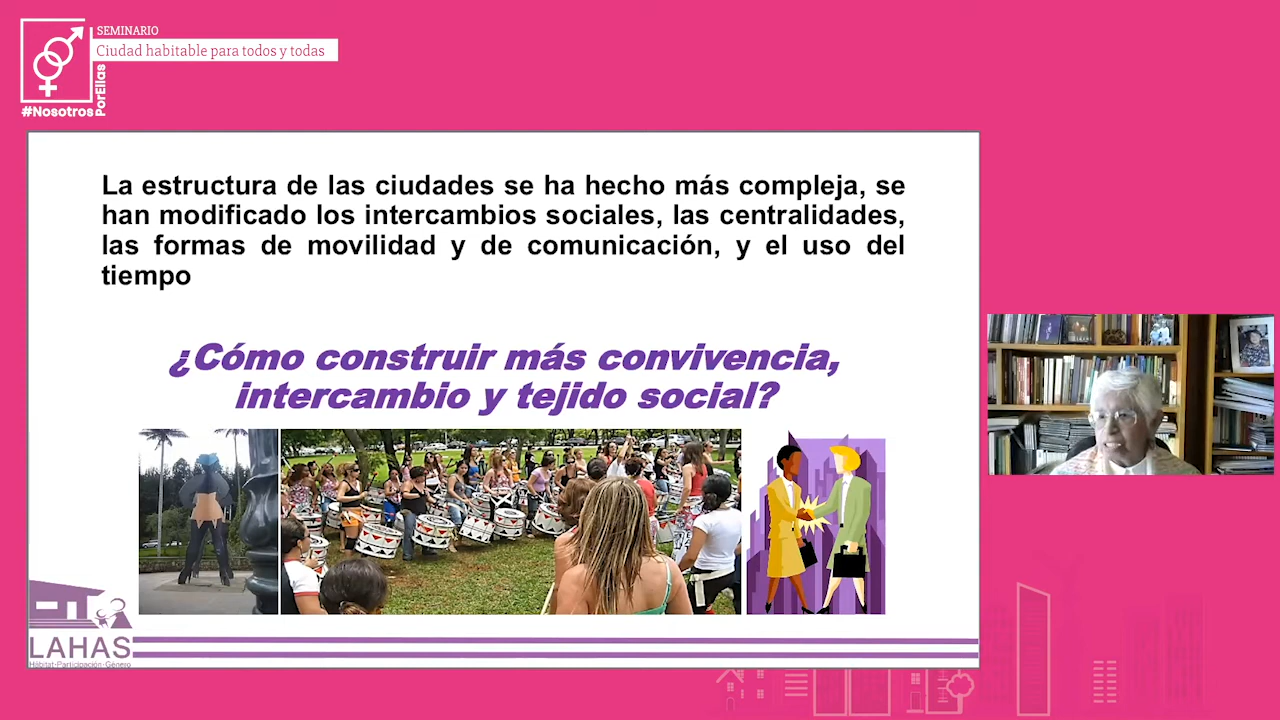 SEMINARIO
Ciudad habitable para todos y todas
#Nosotros
PorEllas
La estructura de las ciudades se ha hecho más compleja, se
han modificado los intercambios sociales, las centralidades,
las formas de movilidad y de comunicación, y el uso del
tiempo
¿Cómo construir más convivencia,
intercambio y tejido social?
LAHAS
Hábitat·Participación·Género